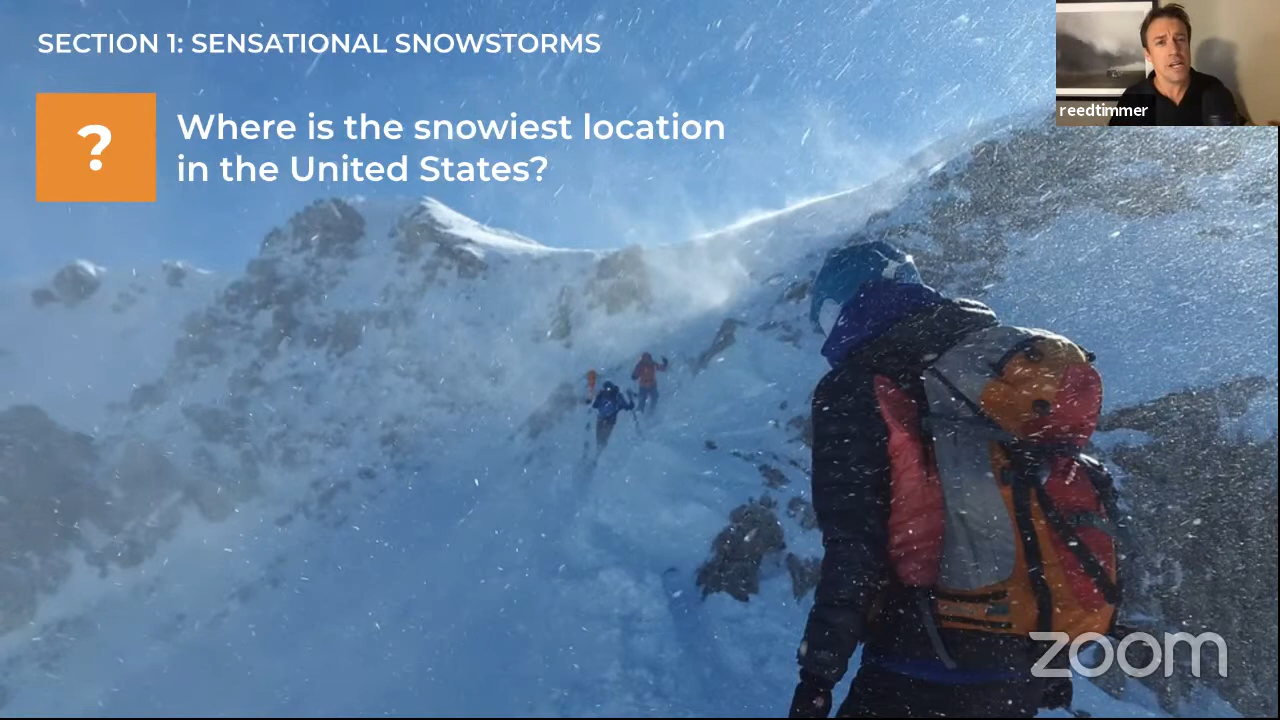 SECTION 1: SENSATIONAL SNOWSTORMS
?
Where is the snowiest location
in the United States?
reedtimmer
zoom